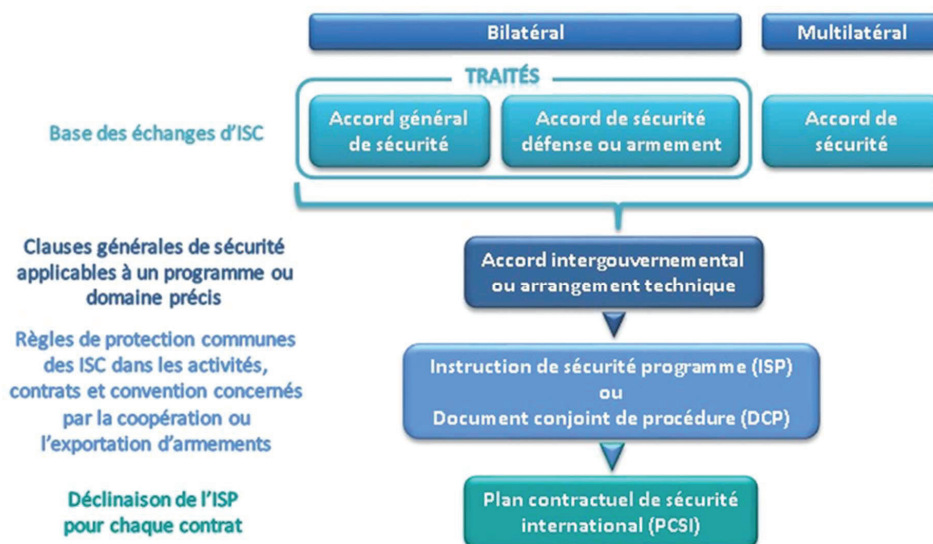 Bilatéral
Multilatéral
TRAITÉS
Base des échanges d'ISC
Accord général
de sécurité
Accord de sécurité
défense ou armement
Accord de
sécurité
Clauses générales de sécurité
applicables à un programme ou
domaine précis
Accord intergouvernemental
ou arrangement technique
Règles de protection communes
des ISC dans les activités,
contrats et convention concernés
par la coopération ou
l'exportation d'armements
Instruction de sécurité programme (ISP)
ou
Document conjoint de procédure (DCP)
Déclinaison de l'ISP
pour chaque contrat
Plan contractuel de sécurité
international (PCSI)